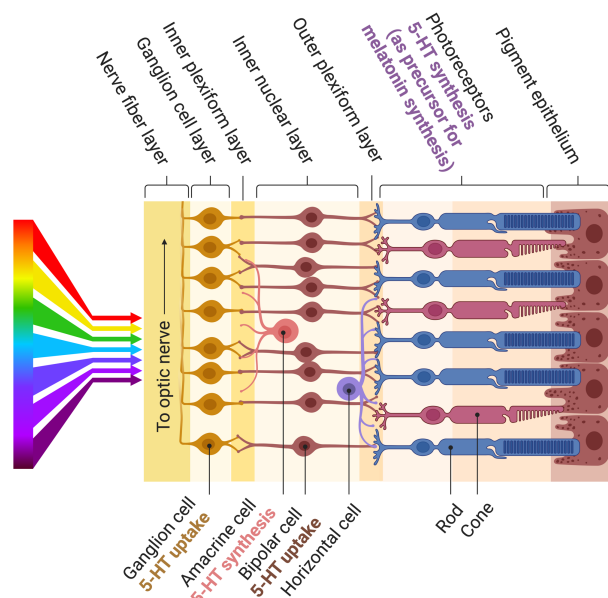 Nerve fiber layer
Ganglion cell layer
Inner plexiform layer
Inner nuclear layer
Outer plexiform layer
Photoreceptors
5-HT synthesis
(as precursor for
melatonin synthesis)
Pigment epithelium
To optic nerve
Ganglion cell
5-HT uptake
Amacrine cell
5-HT synthesis
Bipolar cell
5-HT uptake
Horizontal cell
Rod
Cone